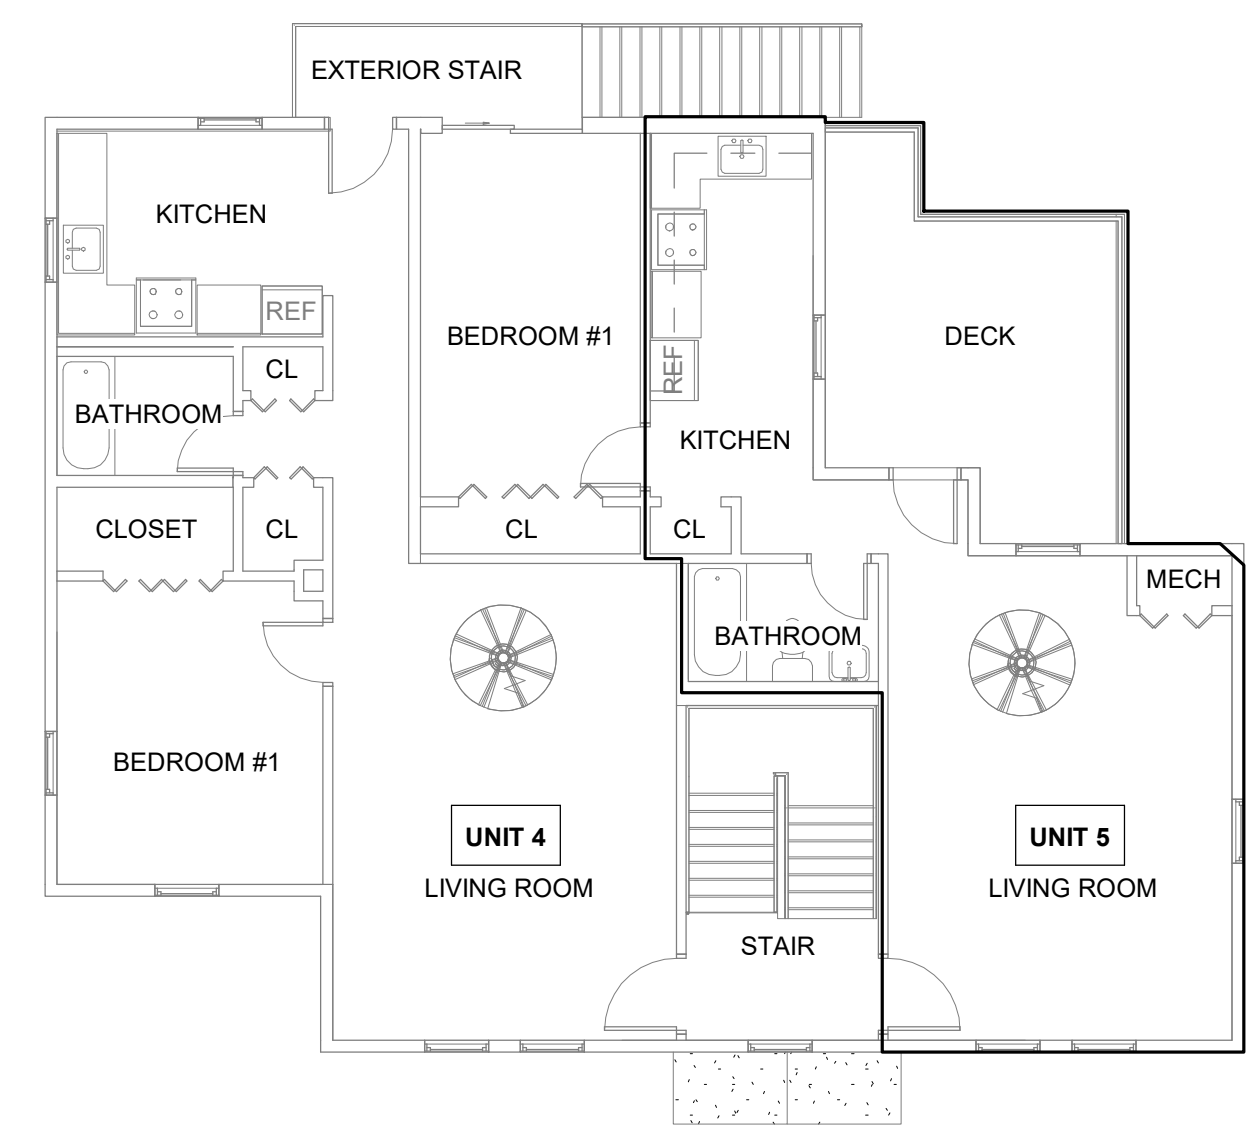 EXTERIOR STAIR
KITCHEN
REF
BEDROOM #1
DECK
CL
REF
BATHROOM
KITCHEN
CLOSET
CL
CL
CL
MECH
BATHROOM
BEDROOM #1
UNIT 4
LIVING ROOM
UNIT 5
LIVING ROOM
STAIR